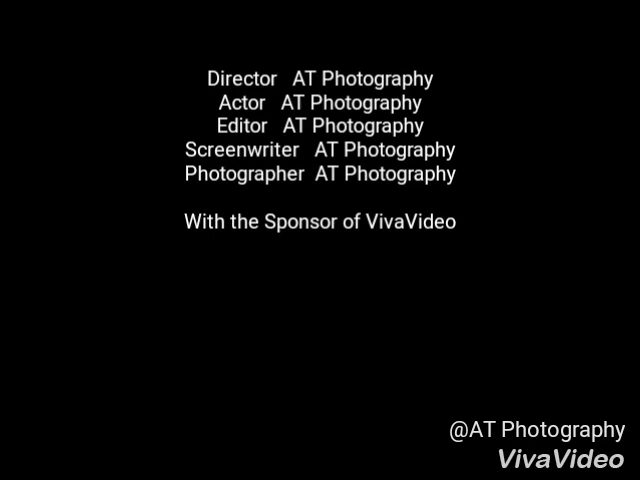 Director AT Photography
Actor AT Photography
Editor AT Photography
Screenwriter AT Photography
Photographer AT Photography
With the Sponsor of VivaVideo
@AT Photography
VivaVideo